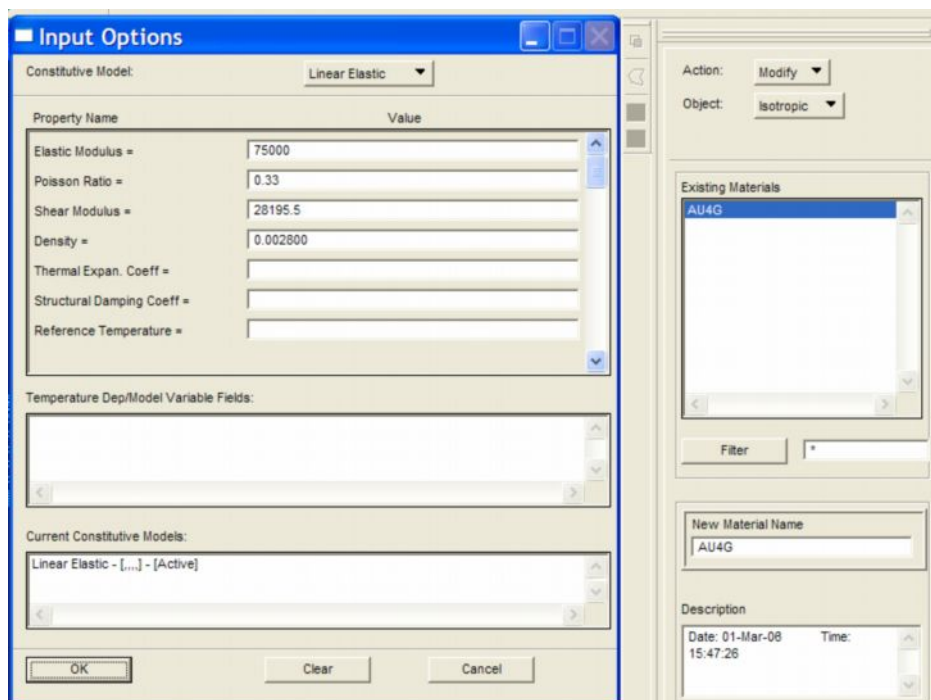 Input Options
Constitutive Model: Linear Elastic
Property Name Value
Elastic Modulus = 75000
Poisson Ratio = 0.33
Shear Modulus = 28195.5
Density = 0.002800
Thermal Expan. Coeff =
Structural Damping Coeff =
Reference Temperature =
Temperature Dep/Model Variable Fields:
Current Constitutive Models:
Linear Elastic - [,,,,] - [Active]
OK Clear Cancel
Action: Modify
Object: Isotropic
Existing Materials
AU4G
Filter *
New Material Name
AU4G
Description
Date: 01-Mar-06 Time:
15:47:26